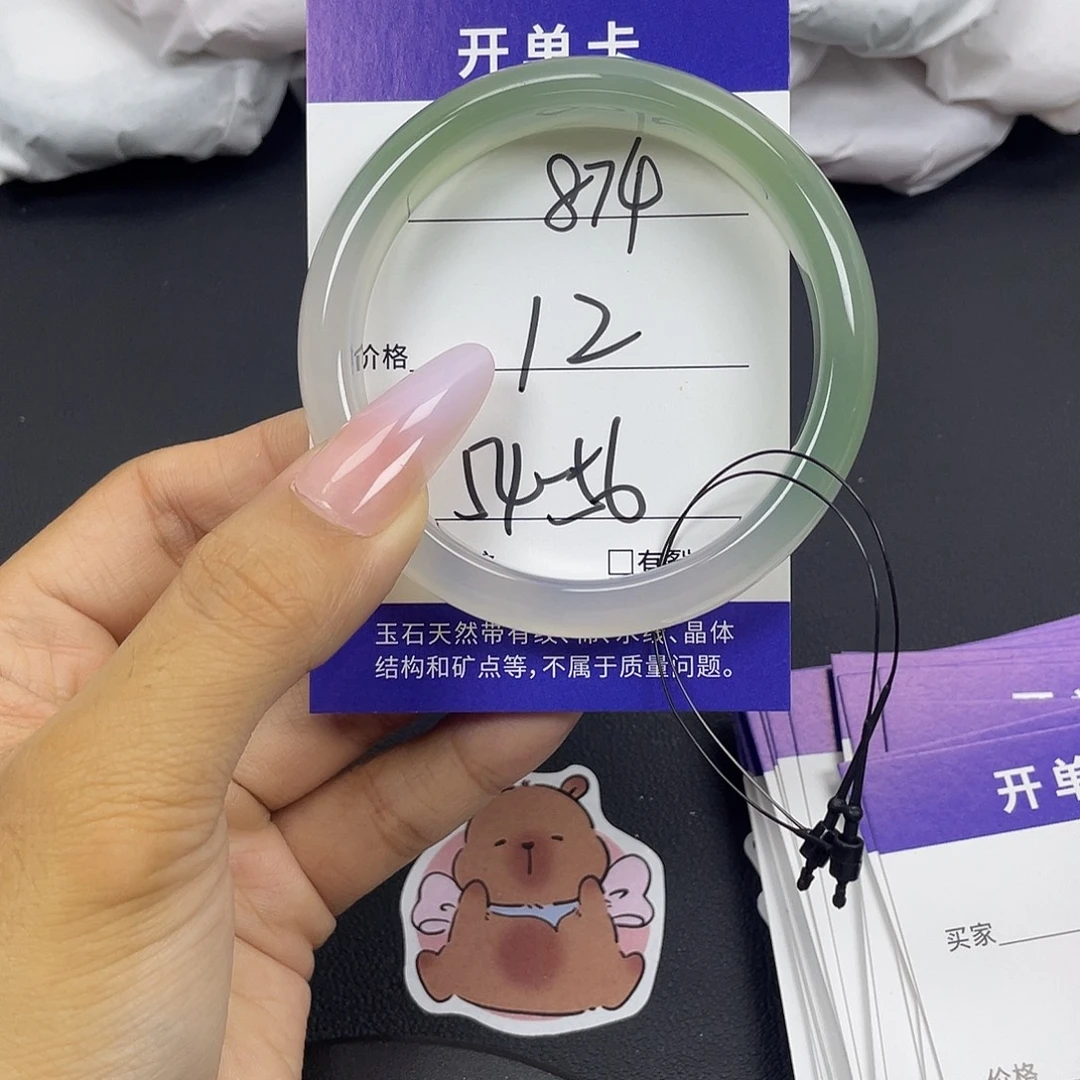 开单卡
874
价格 12
54-56
□有裂
玉石天然带有纹、棉、水线、晶体
结构和矿点等，不属于质量问题。
开单
买家
价格